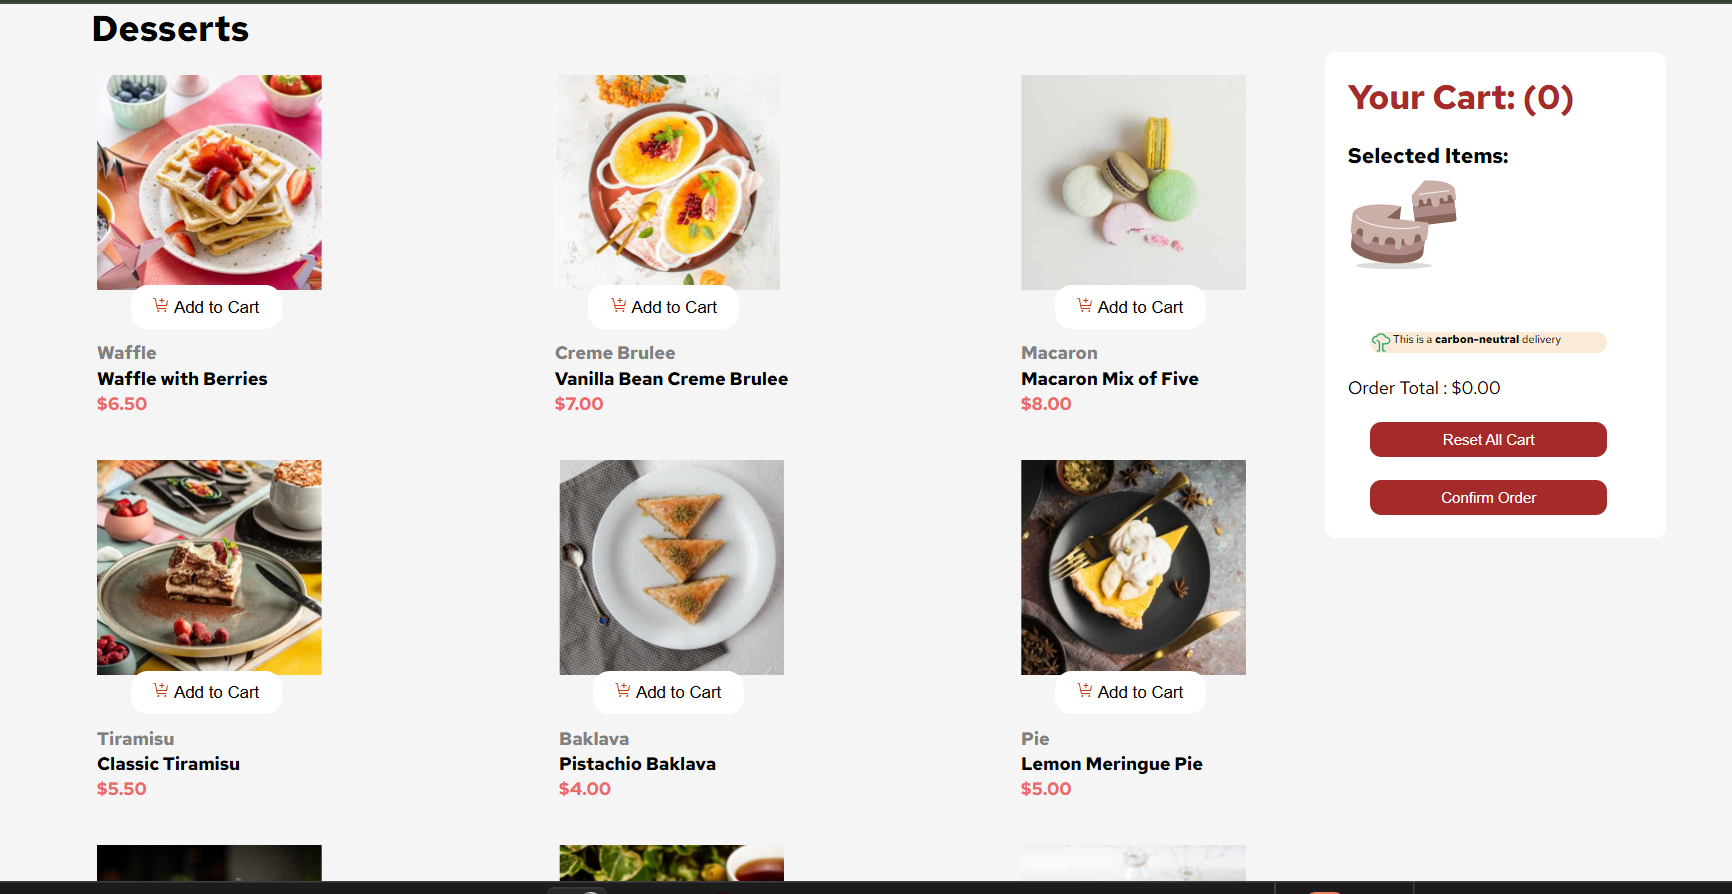 Desserts
Add to Cart
Waffle
Waffle with Berries
$6.50
Add to Cart
Creme Brulee
Vanilla Bean Creme Brulee
$7.00
Add to Cart
Macaron
Macaron Mix of Five
$8.00
Add to Cart
Tiramisu
Classic Tiramisu
$5.50
Add to Cart
Baklava
Pistachio Baklava
$4.00
Add to Cart
Pie
Lemon Meringue Pie
$5.00
Your Cart: (0)
Selected Items:
This is a carbon-neutral delivery
Order Total : $0.00
Reset All Cart
Confirm Order